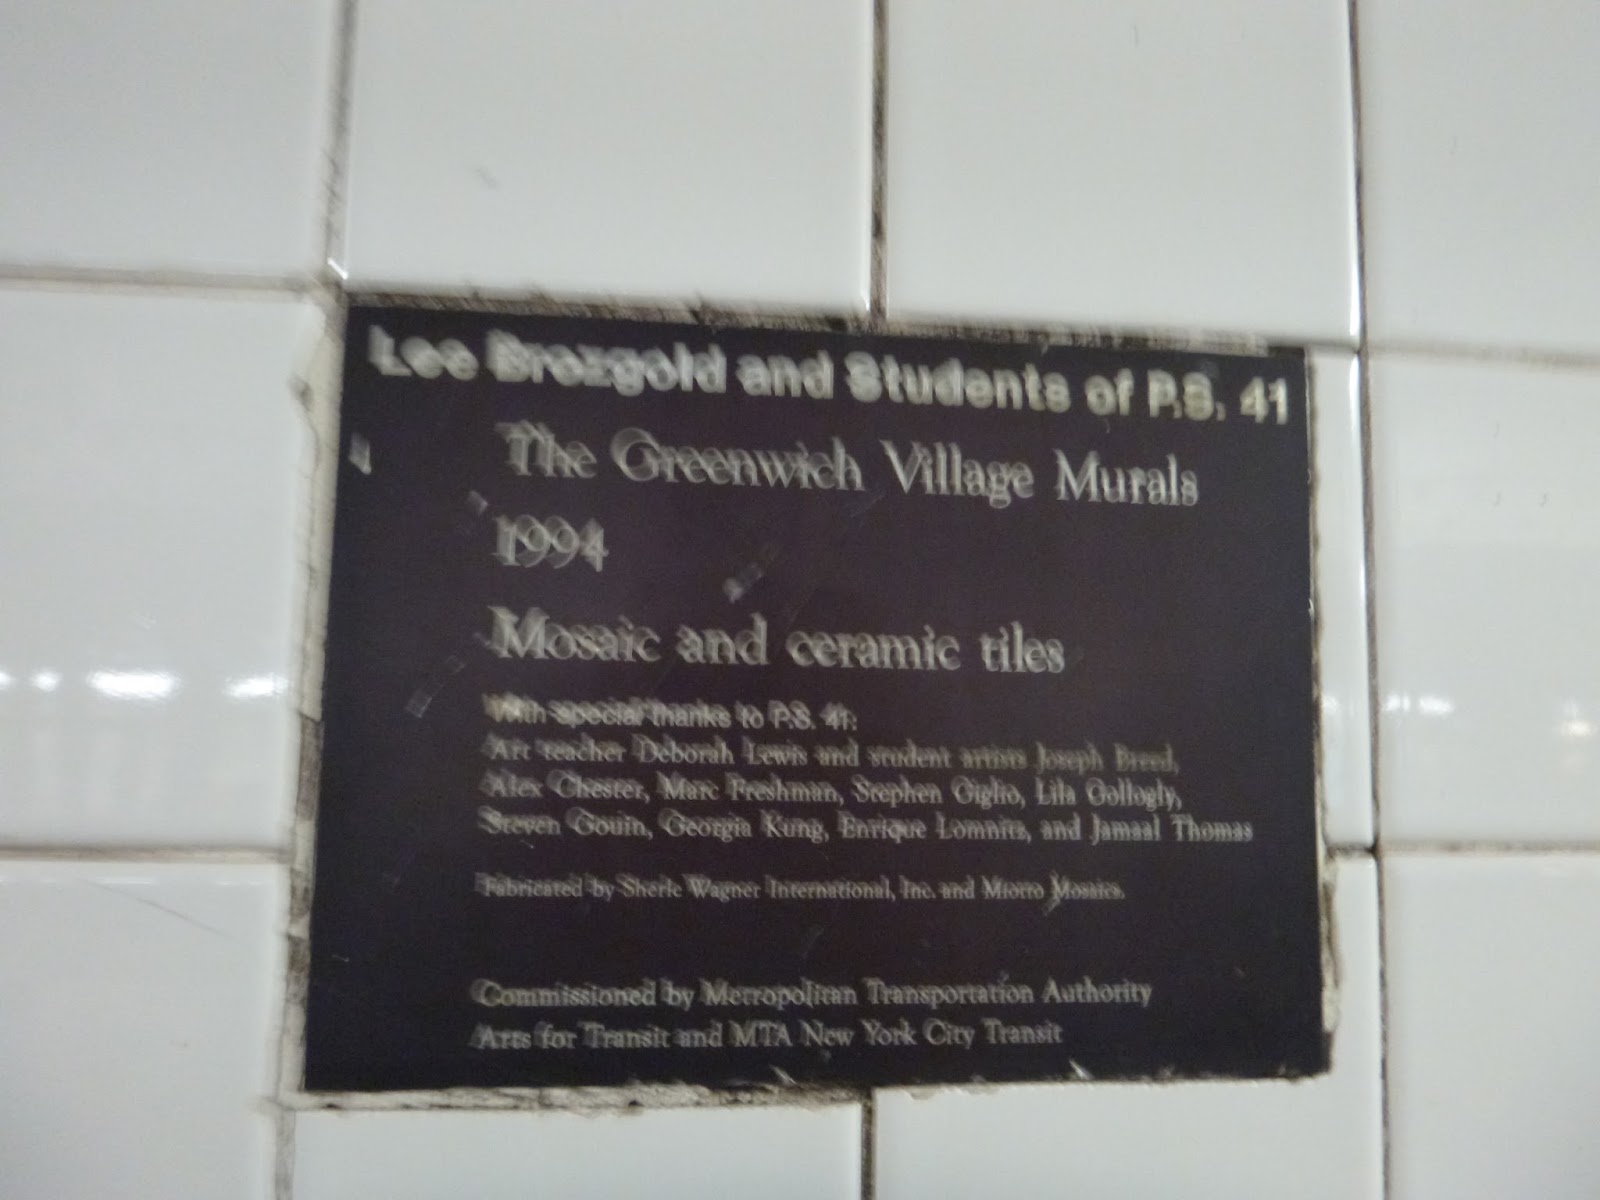 Lee Brozgold and Students of P.S. 41
The Greenwich Village Murals
1994
Mosaic and ceramic tiles
With special thanks to P.S. 41:
Art teacher Deborah Lewis and student artists Joseph Breed,
Alex Chester, Marc Freshman, Stephen Giglio, Lila Gollogly,
Steven Gouin, Georgia Kung, Enrique Lomnitz, and Jamaal Thomas
Fabricated by Sherle Wagner International, Inc. and Miotto Mosaics.
Commissioned by Metropolitan Transportation Authority
Arts for Transit and MTA New York City Transit